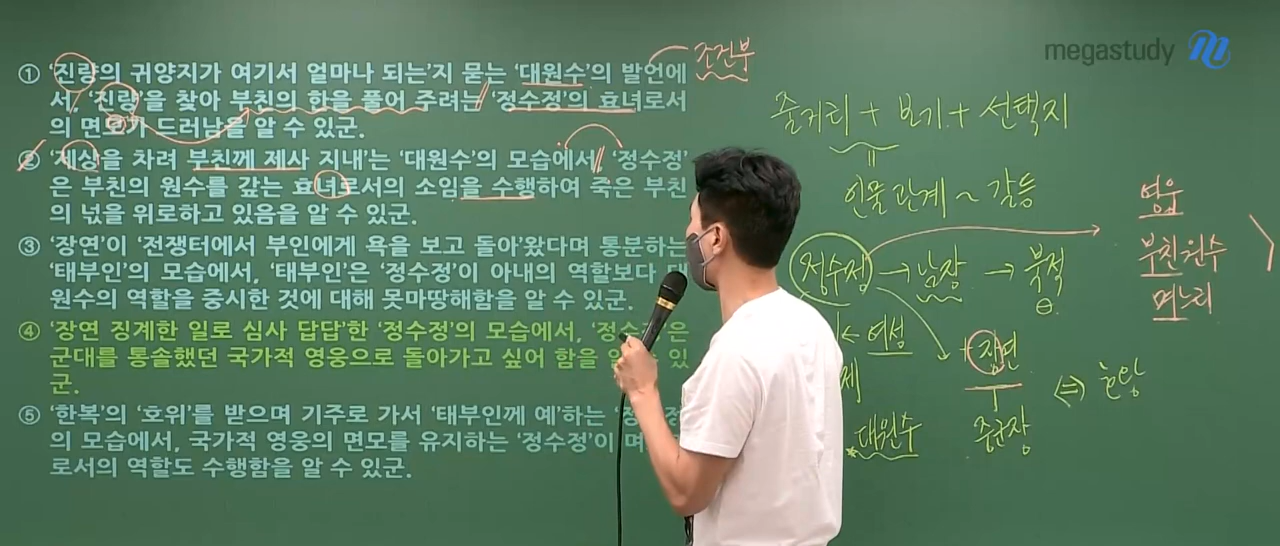 megastudy
조건부
① '진량의 귀양지가 여기서 얼마나 되는'지 묻는 '대원수'의 발언에
서, '진량'을 찾아 부친의 한을 풀어 주려는 '정수정'의 효녀로서
의 면모가 드러남을 알 수 있군.
② '제상을 차려 부친께 제사 지내'는 '대원수'의 모습에서, '정수정'
은 부친의 원수를 갚는 효녀로서의 소임을 수행하여 죽은 부친
의 넋을 위로하고 있음을 알 수 있군.
③ '장연'이 '전쟁터에서 부인에게 욕을 보고 돌아'왔다며 통분하는
'태부인'의 모습에서, '태부인'은 '정수정'이 아내의 역할보다
원수의 역할을 중시한 것에 대해 못마땅해함을 알 수 있군.
④ '장연 징계한 일로 심사 답답'한 '정수정'의 모습에서, '정수 은
군대를 통솔했던 국가적 영웅으로 돌아가고 싶어 함을 있
군.
⑤ '한복'의 '호위'를 받으며 기주로 가서 '태부인께 예'하는
의 모습에서, 국가적 영웅의 면모를 유지하는 '정수정'이 며
로서의 역할도 수행함을 알 수 있군.
줄거리 + 보기 + 선택지
인물관계 ~ 갈등
정수정 → 남장 → 북적
여성
장연
제
대원수 중군장
영웅
부친원수
며느리